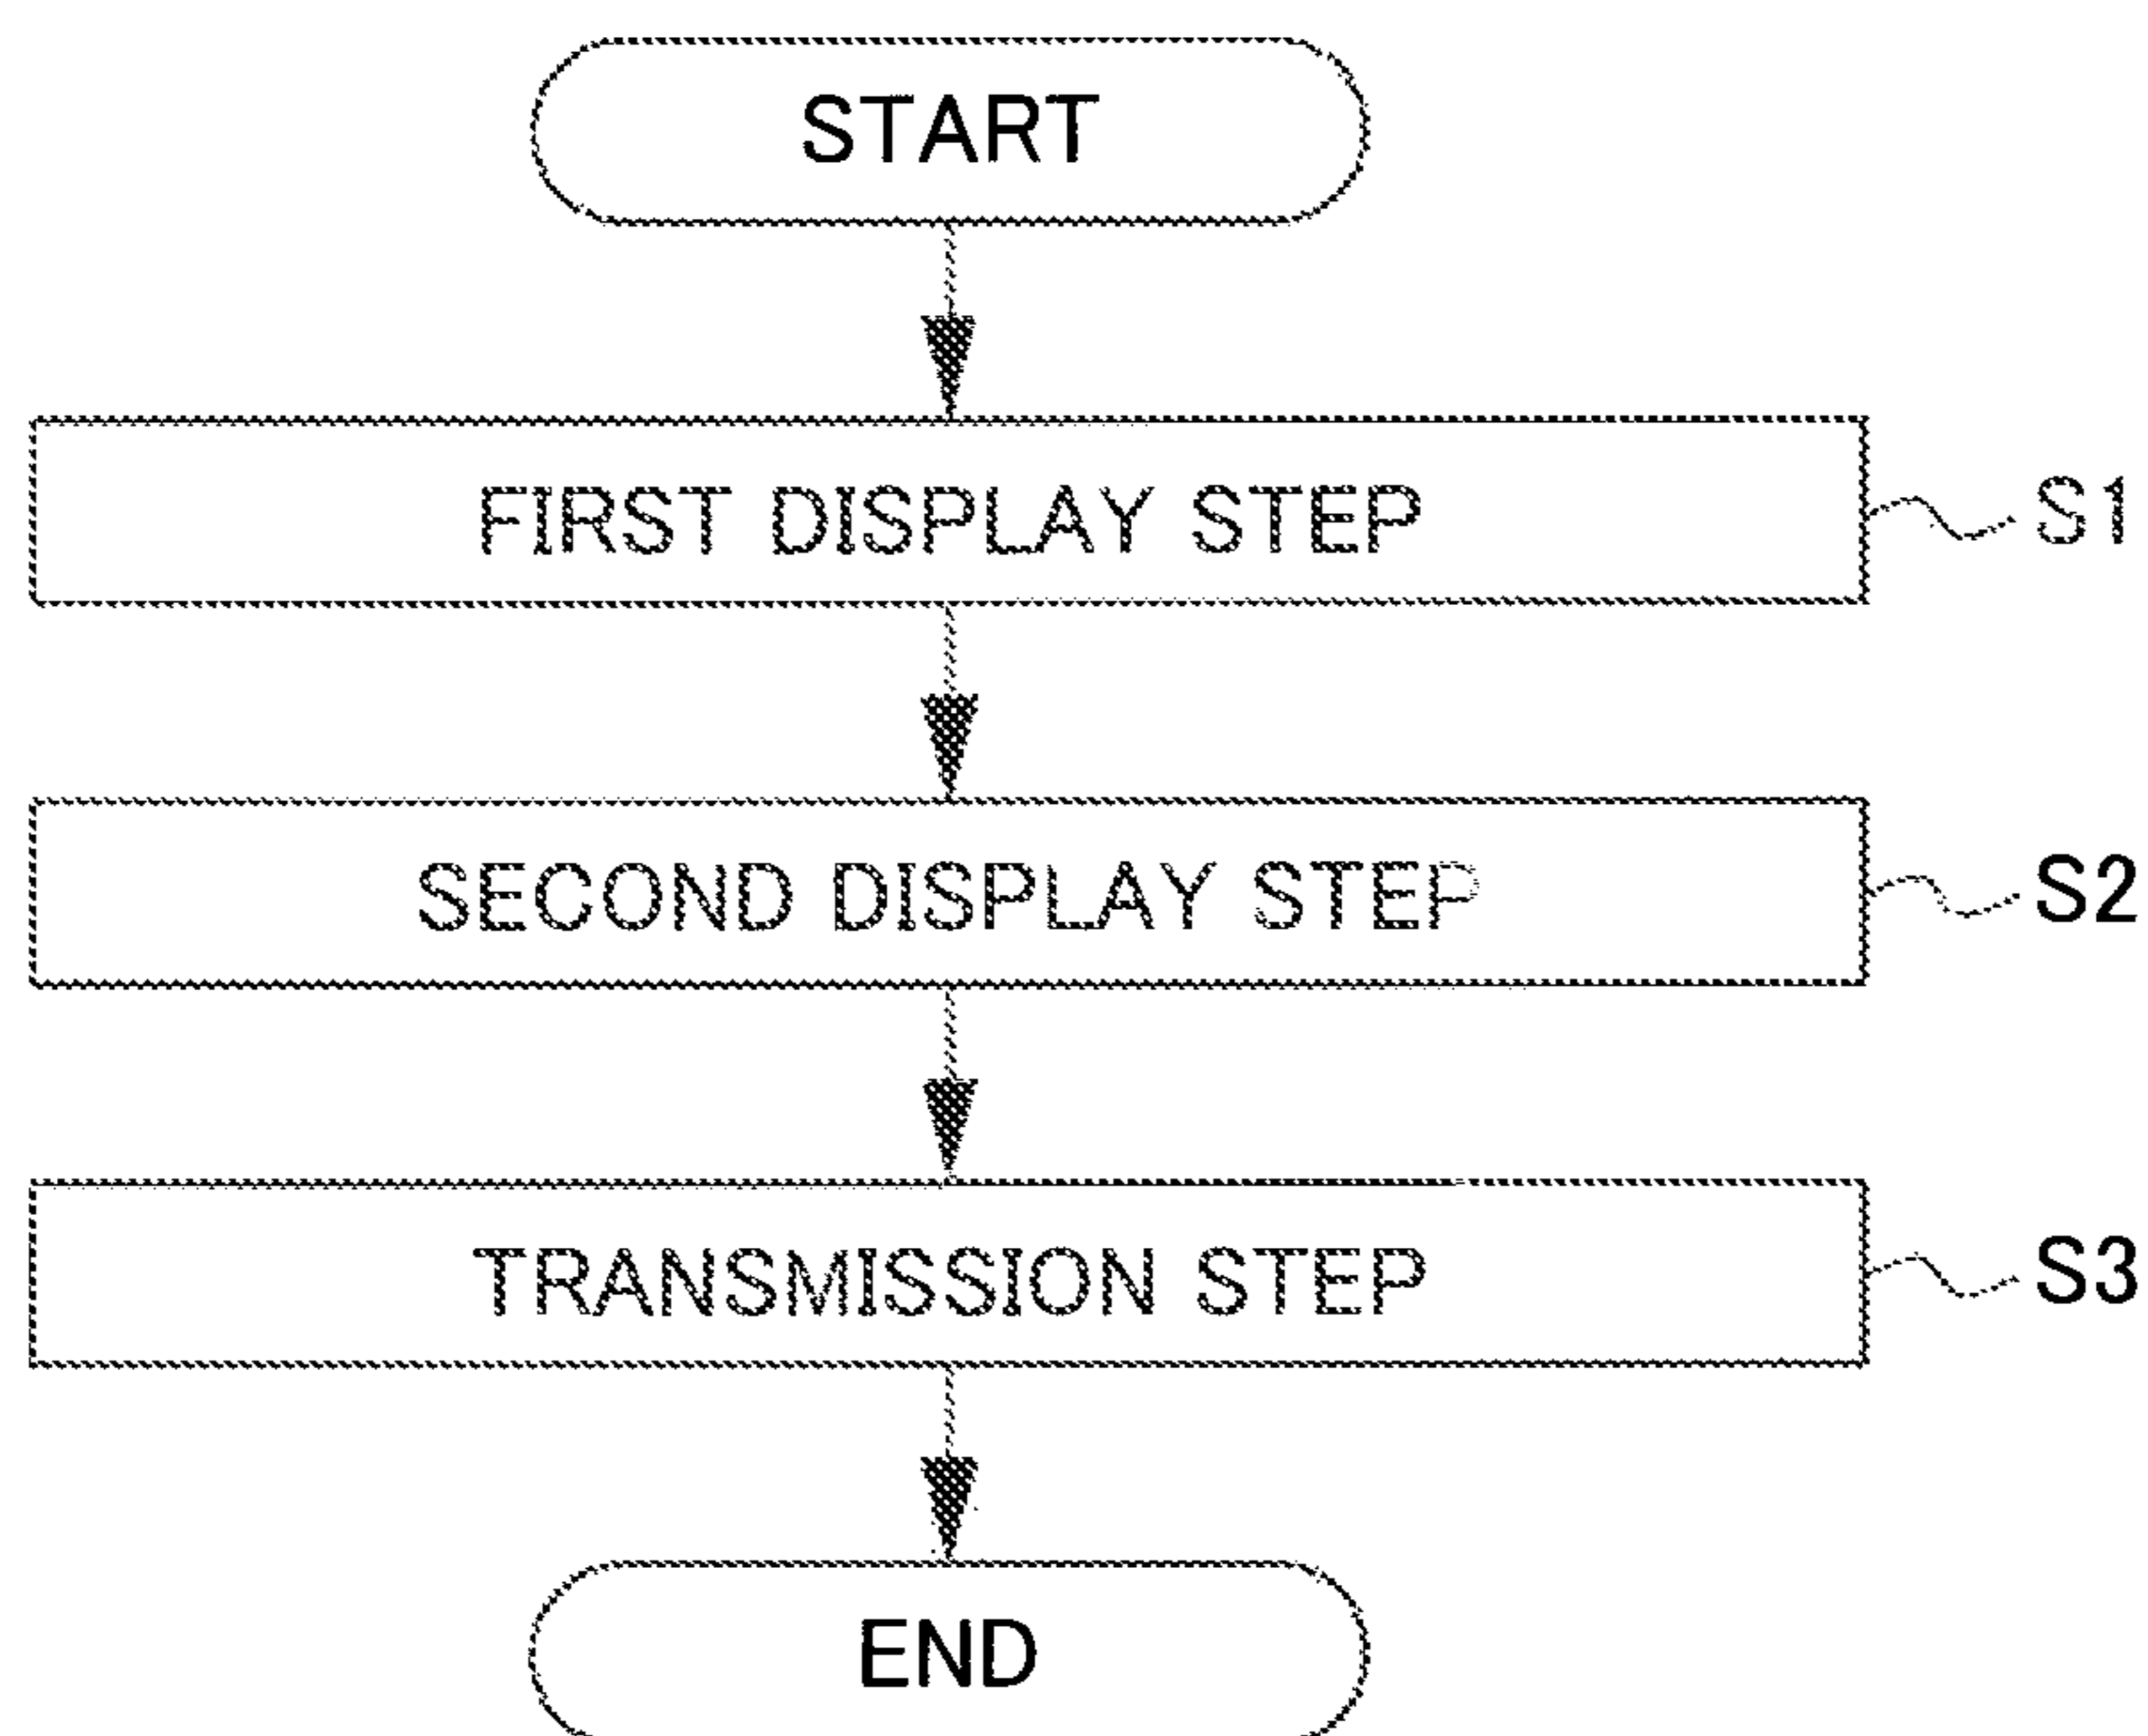 START
FIRST DISPLAY STEP
S1
SECOND DISPLAY STEP
S2
TRANSMISSION STEP
S3
END